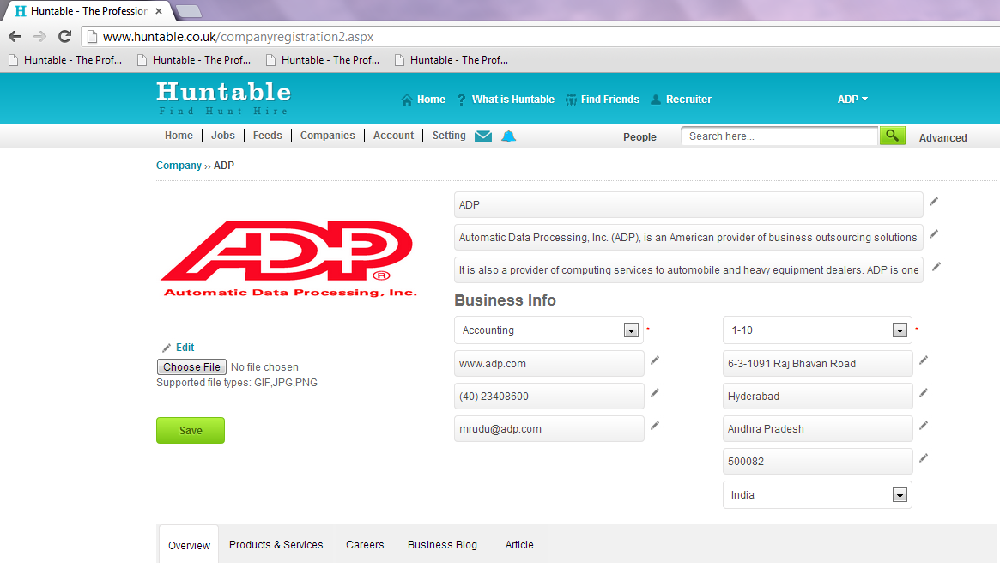 Huntable - The Profession
www.huntable.co.uk/companyregistration2.aspx
Huntable - The Prof... Huntable - The Prof... Huntable - The Prof... Huntable - The Prof...
Huntable
Find Hunt Hire
Home ? What is Huntable Find Friends Recruiter ADP
Home Jobs Feeds Companies Account Setting People Search here... Advanced
Company ›› ADP
ADP
Automatic Data Processing, Inc. (ADP), is an American provider of business outsourcing solutions
It is also a provider of computing services to automobile and heavy equipment dealers. ADP is one
ADP®
Automatic Data Processing, Inc.
Edit
Choose File No file chosen
Supported file types: GIF,JPG,PNG
Save
Business Info
Accounting * 1-10 *
www.adp.com 6-3-1091 Raj Bhavan Road
(40) 23408600 Hyderabad
mrudu@adp.com Andhra Pradesh
500082
India
Overview Products & Services Careers Business Blog Article